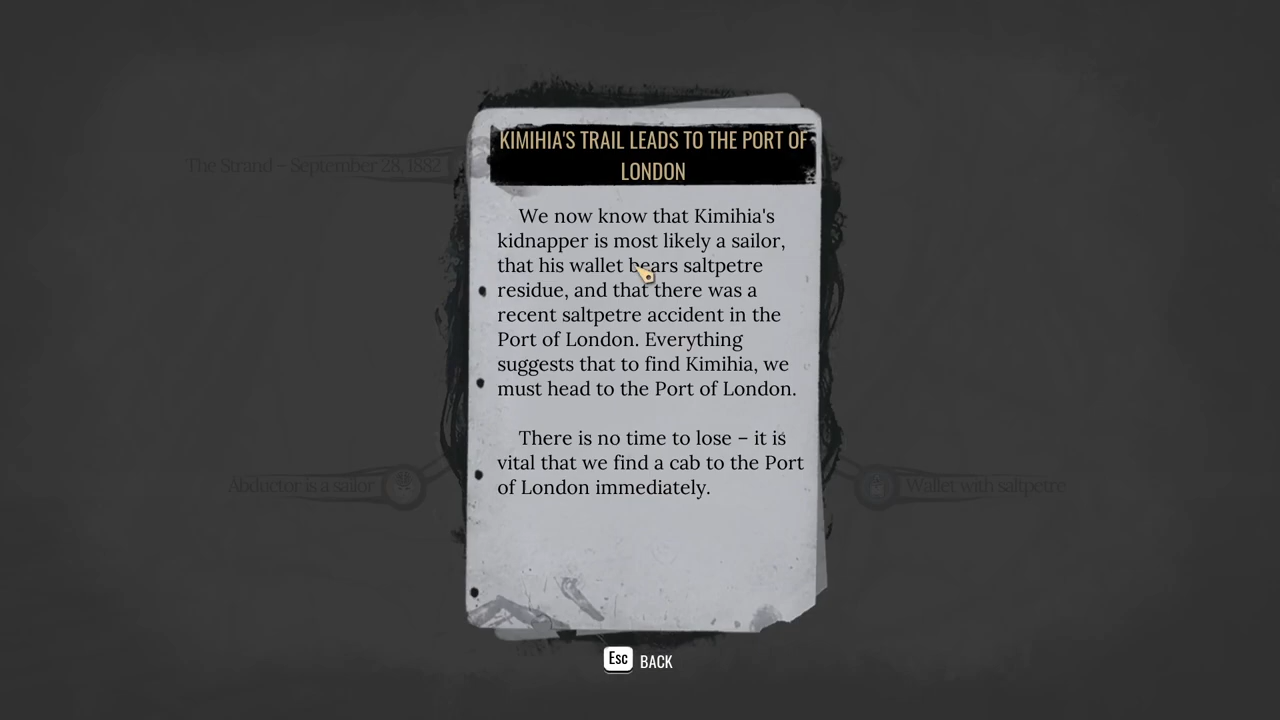 KIMIHIA'S TRAIL LEADS TO THE PORT OF
LONDON
The Strand – September 28, 1882
We now know that Kimihia's
kidnapper is most likely a sailor,
that his wallet bears saltpetre
residue, and that there was a
recent saltpetre accident in the
Port of London. Everything
suggests that to find Kimihia, we
must head to the Port of London.
There is no time to lose – it is
vital that we find a cab to the Port
of London immediately.
Abductor is a sailor
Wallet with saltpetre
Esc BACK